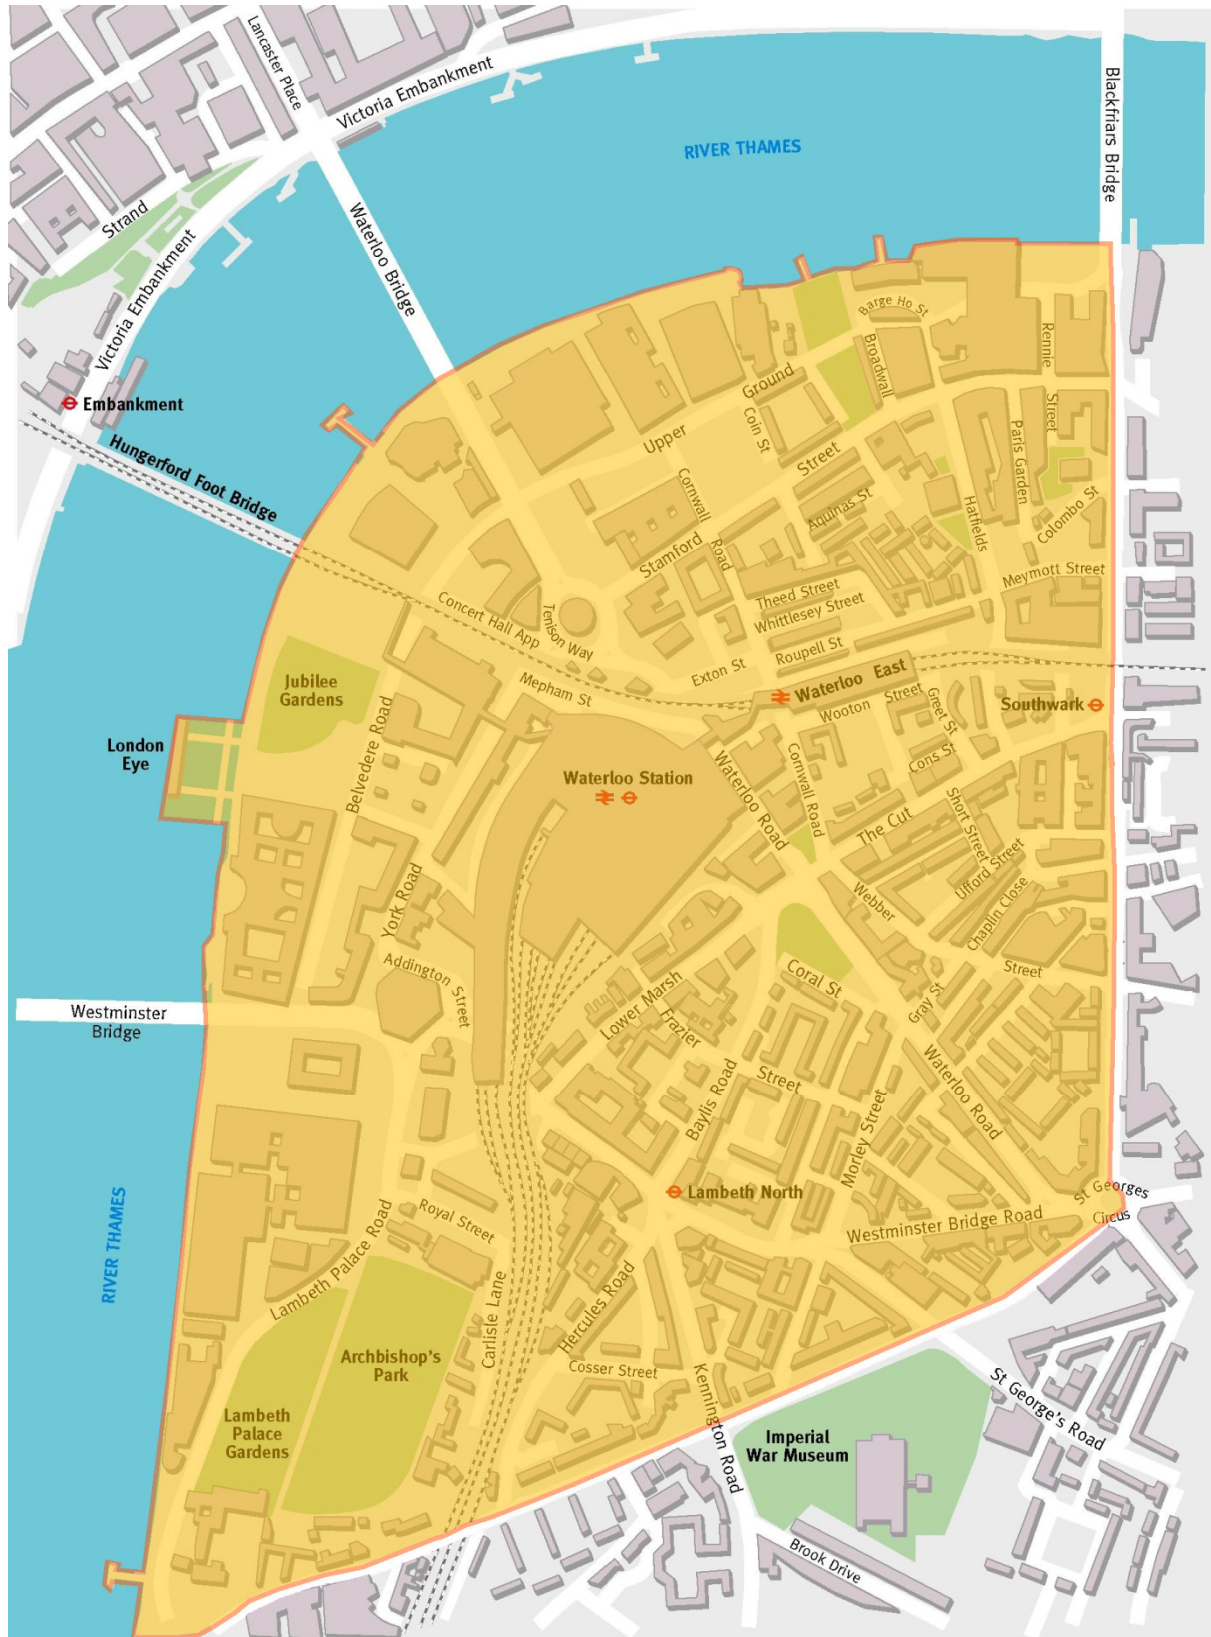 Lancaster Place
Victoria Embankment
Blackfriars Bridge
RIVER THAMES
Strand
Waterloo Bridge
Victoria Embankment
Barge Ho St
Rennie
Street
Broadwall
Ground
Upper
Coin St
Embankment
Hungerford Foot Bridge
Street
Stamford
Paris Garden
Cornwall
Road
Aquinas St
Hatfields
Colombo St
Meymott Street
Theed Street
Whittlesey Street
Roupell St
Exton St
Concert Hall App
Tenison Way
Mepham St
Jubilee
Gardens
Belvedere Road
Waterloo East
Wooton Street
Greet St
Southwark
London
Eye
Waterloo Station
Waterloo Road
Cornwall Road
Cons St
The Cut
Short Street
Ufford Street
Chaplin Close
Webber
Street
York Road
Addington Street
Lower Marsh
Frazier
Street
Coral St
Gray St
Westminster
Bridge
Baylis Road
Waterloo Road
Morley Street
Lambeth North
St Georges
Circus
Westminster Bridge Road
RIVER THAMES
Royal Street
Lambeth Palace Road
Carlisle Lane
Hercules Road
Archbishop's
Park
Cosser Street
Kennington Road
Lambeth
Palace
Gardens
St George's Road
Imperial
War Museum
Brook Drive